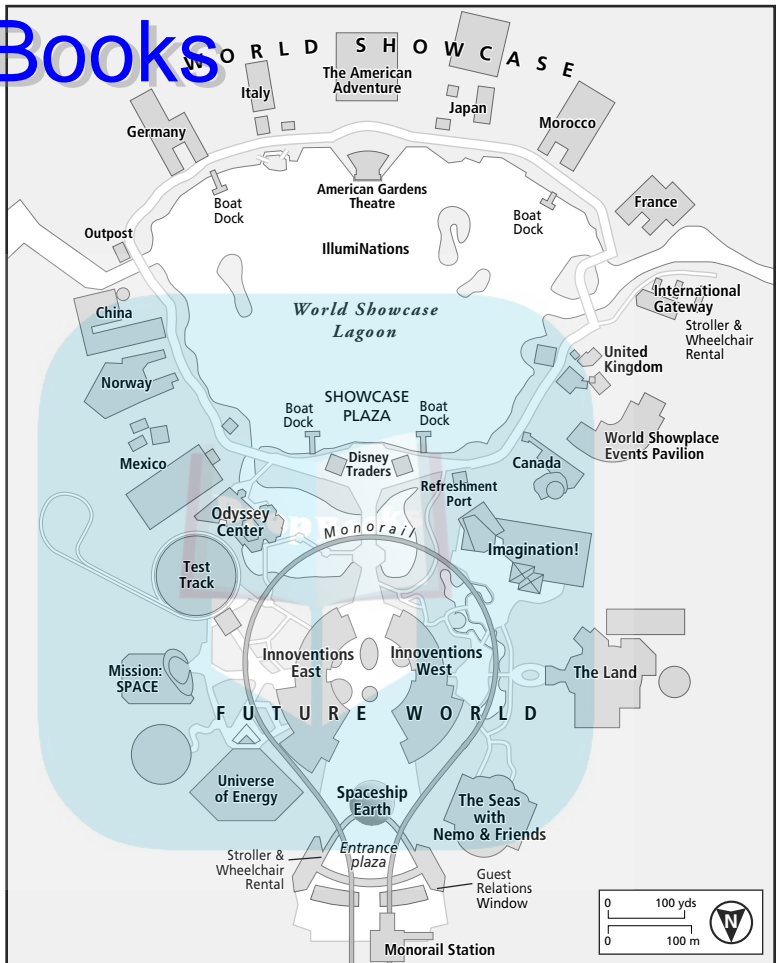 Books
WORLD SHOWCASE
The American
Adventure
Italy
Japan
Germany
Morocco
American Gardens
Theatre
Boat
Dock
Boat
Dock
France
Outpost
IllumiNations
International
Gateway
Stroller &
Wheelchair
Rental
China
World Showcase
Lagoon
United
Kingdom
Norway
SHOWCASE
PLAZA
Boat
Dock
Boat
Dock
World Showplace
Events Pavilion
Mexico
Disney
Traders
Canada
Refreshment
Port
Odyssey
Center
Monorail
Imagination!
Test
Track
Innoventions
East
Innoventions
West
Mission:
SPACE
The Land
FUTURE WORLD
Universe
of Energy
Spaceship
Earth
The Seas
with
Nemo & Friends
Entrance
plaza
Stroller &
Wheelchair
Rental
Guest
Relations
Window
Monorail Station
0 100 yds
0 100 m
N